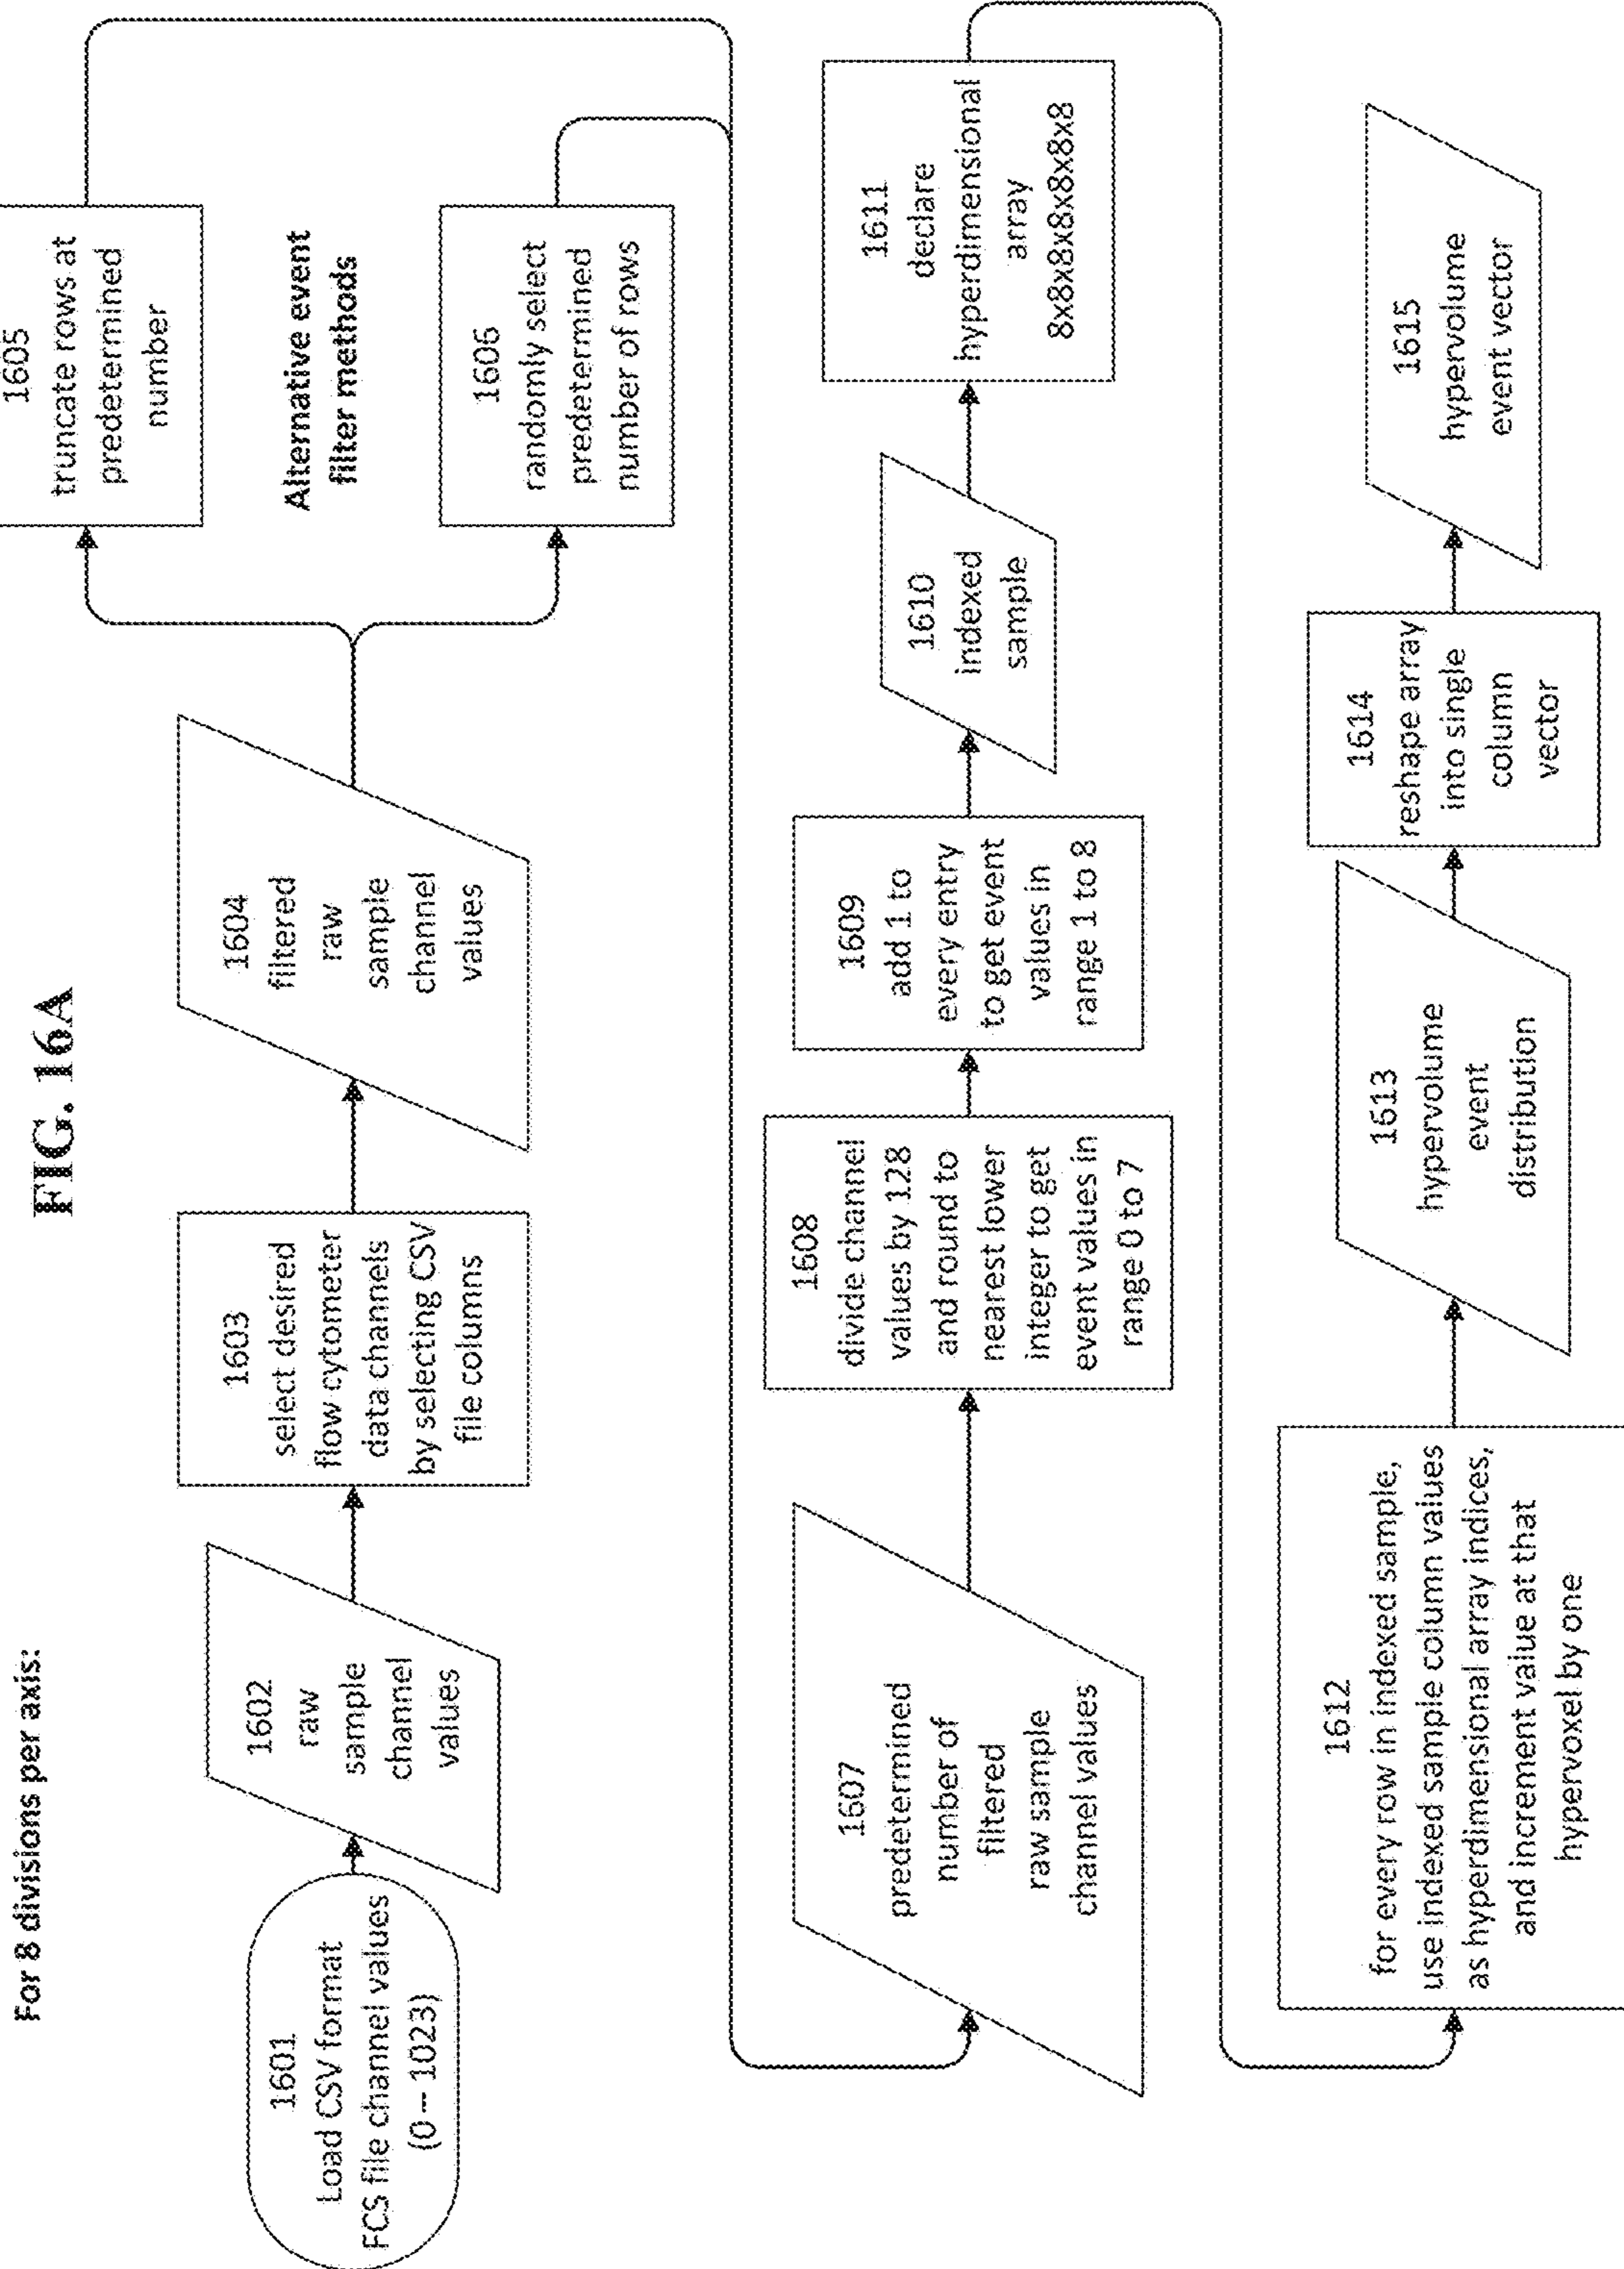 FIG. 16A
For 8 divisions per axis:
1601
Load CSV format
FCS file channel values
(0 – 1023)
1602
raw
sample
channel
values
1603
select desired
flow cytometer
data channels
by selecting CSV
file columns
1604
filtered
raw
sample
channel
values
1605
truncate rows at
predetermined
number
Alternative event
filter methods
1606
randomly select
predetermined
number of rows
1607
predetermined
number of
filtered
raw sample
channel values
1608
divide channel
values by 128
and round to
nearest lower
integer to get
event values in
range 0 to 7
1609
add 1 to
every entry
to get event
values in
range 1 to 8
1610
indexed
sample
1611
declare
hyperdimensional
array
8x8x8x8x8x8x8
1612
for every row in indexed sample,
use indexed sample column values
as hyperdimensional array indices,
and increment value at that
hypervoxel by one
1613
hypervolume
event
distribution
1614
reshape array
into single
column
vector
1615
hypervolume
event vector